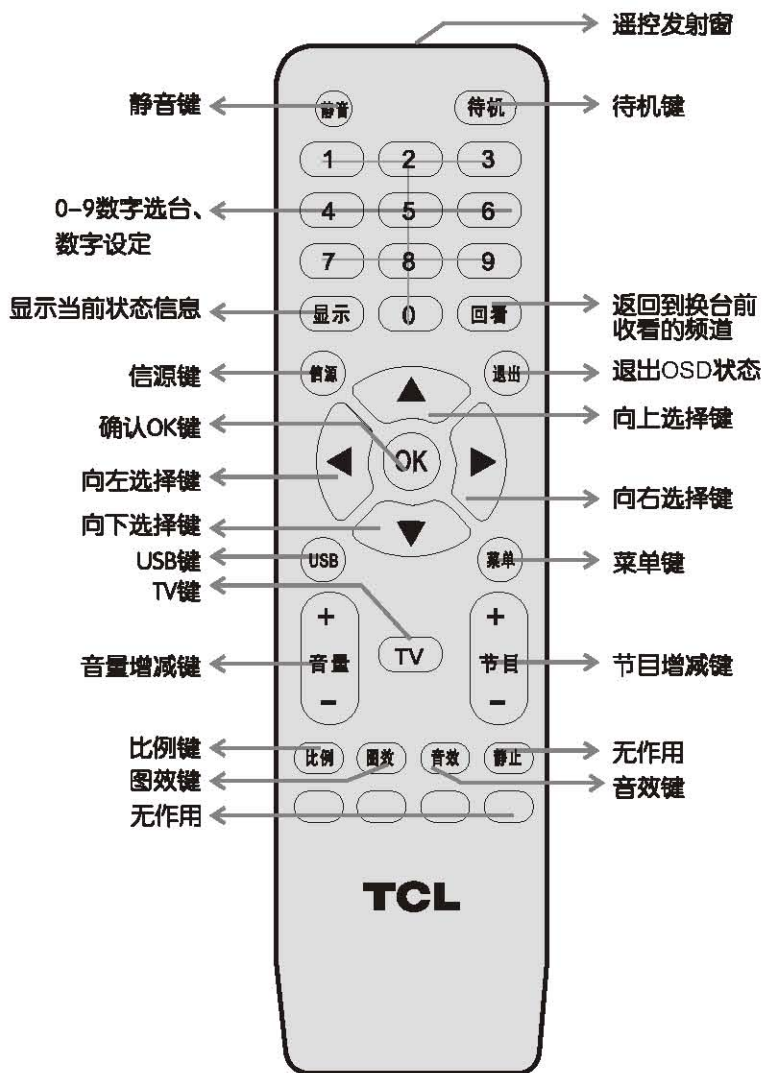 遥控发射窗
静音键
静音
待机
待机键
1
2
3
0-9数字选台、
数字设定
4
5
6
7
8
9
显示当前状态信息
显示
0
回看
返回到换台前
收看的频道
信源键
信源
退出
退出OSD状态
向上选择键
确认OK键
OK
向左选择键
向右选择键
向下选择键
USB键
USB
菜单
菜单键
TV键
+
+
音量增减键
音量
TV
节目
节目增减键
−
−
比例键
比例
图效
音效
静止
无作用
图效键
音效键
无作用
TCL